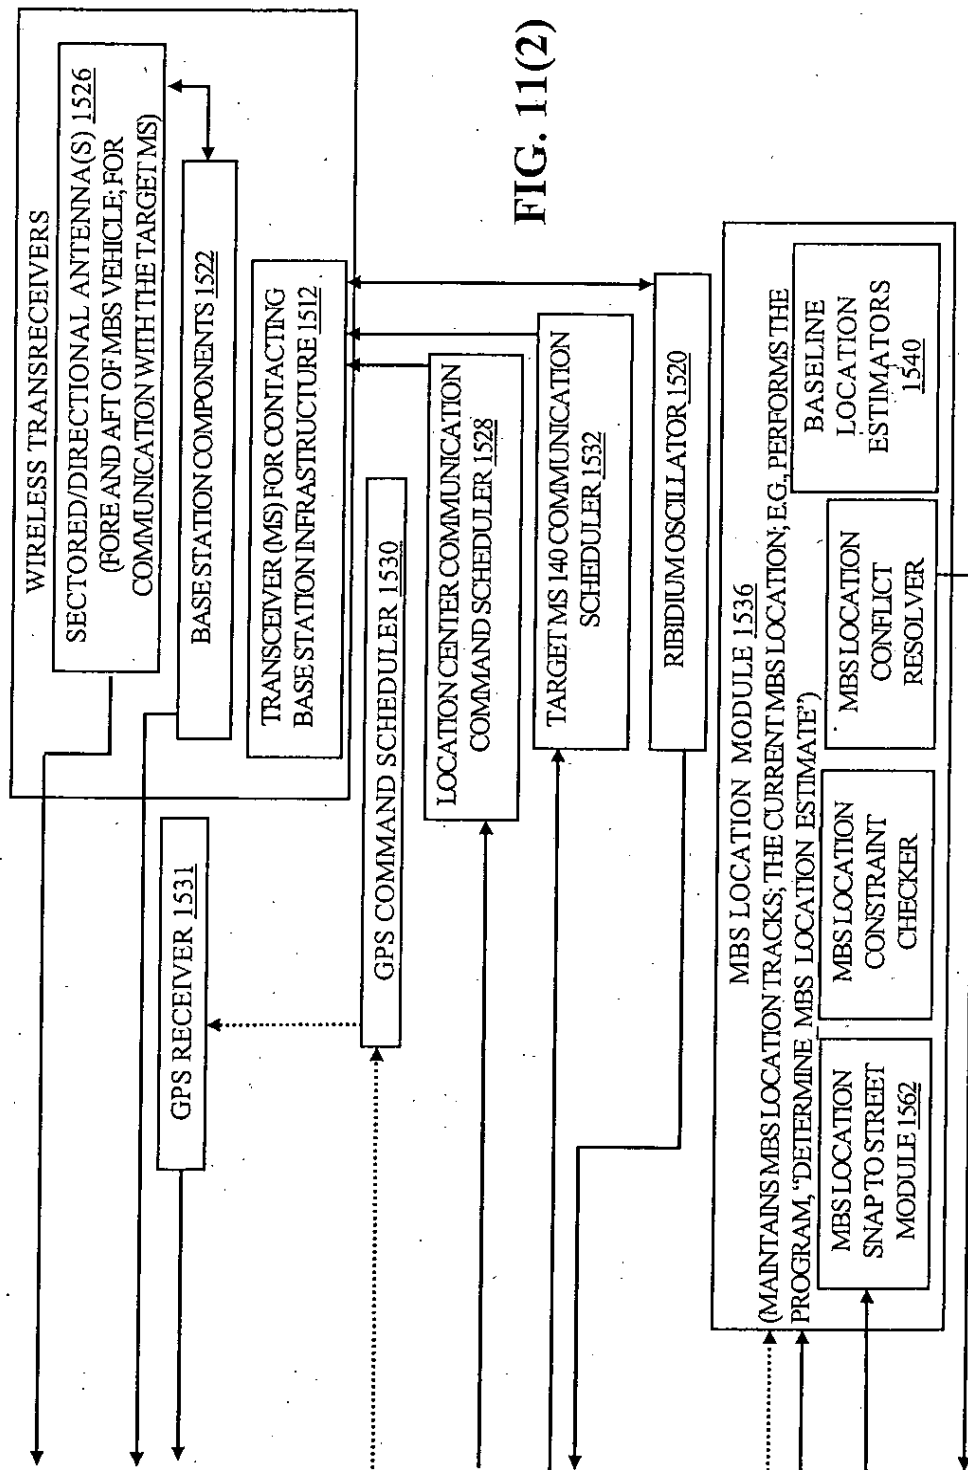 WIRELESS TRANSRECEIVERS
SECTORED/DIRECTIONAL ANTENNA(S) 1526
(FORE AND AFT OF MBS VEHICLE; FOR
COMMUNICATION WITH THE TARGET MS)
BASE STATION COMPONENTS 1522
TRANSCEIVER (MS) FOR CONTACTING
BASE STATION INFRASTRUCTURE 1512
GPS RECEIVER 1531
GPS COMMAND SCHEDULER 1530
LOCATION CENTER COMMUNICATION
COMMAND SCHEDULER 1528
TARGET MS 140 COMMUNICATION
SCHEDULER 1532
RIBIDIUM OSCILLATOR 1520
FIG. 11(2)
MBS LOCATION MODULE 1536
(MAINTAINS MBS LOCATION TRACKS; THE CURRENT MBS LOCATION; E.G., PERFORMS THE
PROGRAM, “DETERMINE MBS LOCATION ESTIMATE”)
MBS LOCATION
SNAP TO STREET
MODULE 1562
MBS LOCATION
CONSTRAINT
CHECKER
MBS LOCATION
CONFLICT
RESOLVER
BASELINE
LOCATION
ESTIMATORS
1540